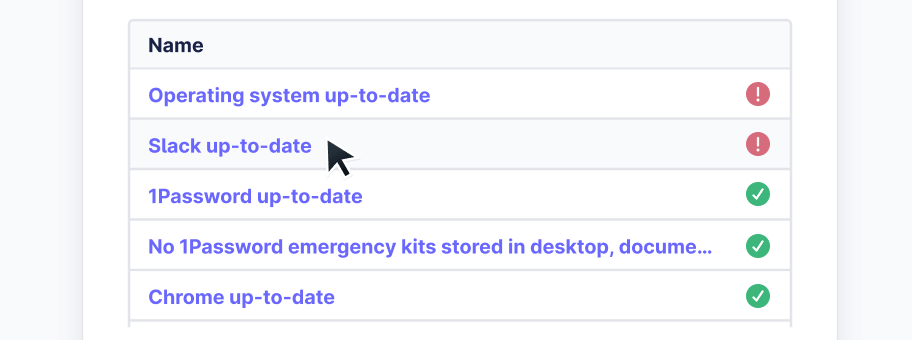 Name
Operating system up-to-date
Slack up-to-date
1Password up-to-date
No 1Password emergency kits stored in desktop, docume...
Chrome up-to-date